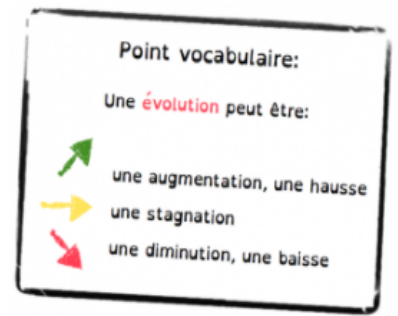 Point vocabulaire:
Une évolution peut être:
une augmentation, une hausse
une stagnation
une diminution, une baisse